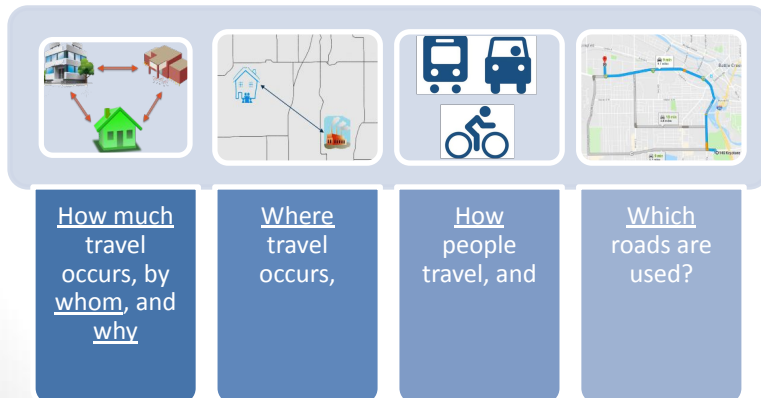 How much
travel
occurs, by
whom, and
why
Where
travel
occurs,
How
people
travel, and
Which
roads are
used?